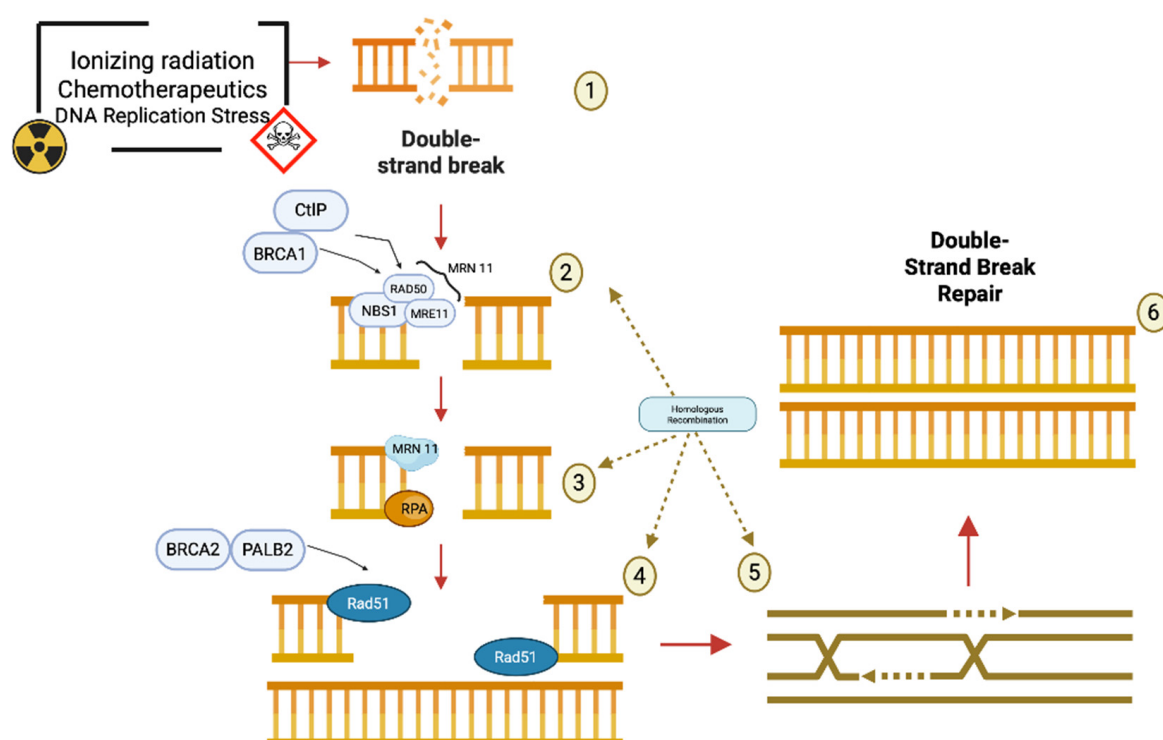 Ionizing radiation
Chemotherapeutics
DNA Replication Stress
1
Double-
strand break
CtIP
BRCA1
MRN 11
RAD50
NBS1
MRE11
2
Double-
Strand Break
Repair
6
Homologous
Recombination
MRN 11
RPA
3
BRCA2
PALB2
Rad51
Rad51
4
5